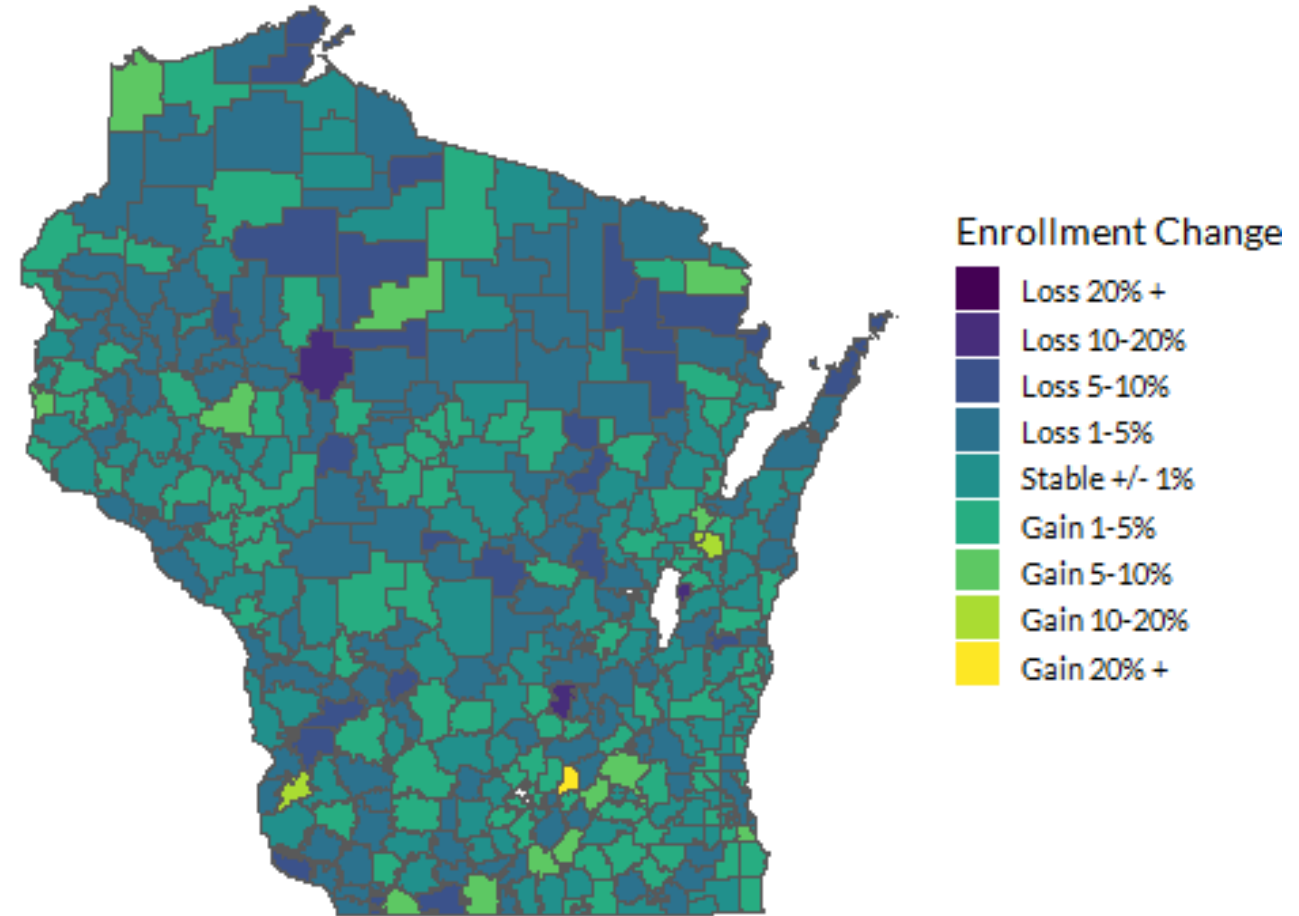 Enrollment Change
Loss 20% +
Loss 10-20%
Loss 5-10%
Loss 1-5%
Stable +/- 1%
Gain 1-5%
Gain 5-10%
Gain 10-20%
Gain 20% +